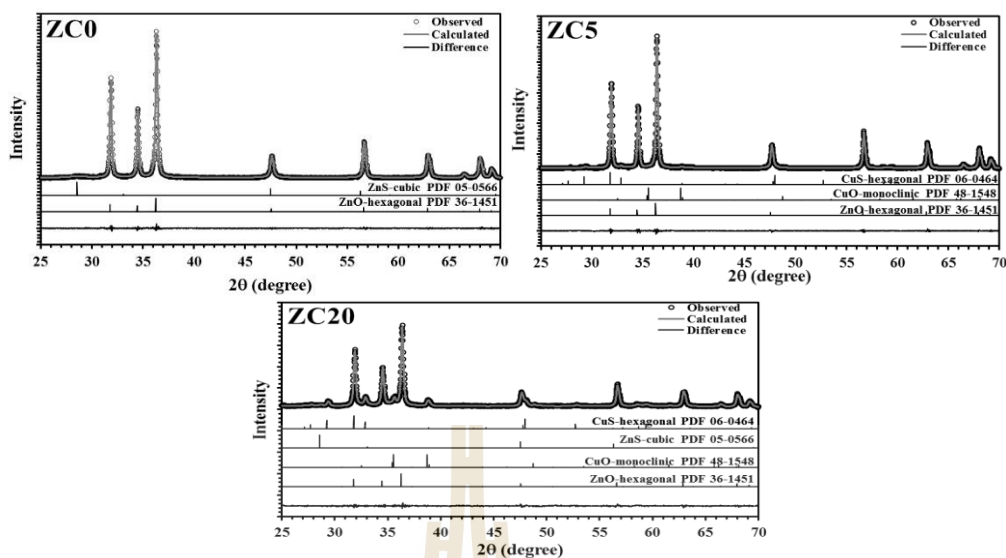 ZC0
Observed
Calculated
Difference
Intensity
ZnS-cubic PDF 05-0566
ZnO-hexagonal PDF 36-1451
25 30 35 40 45 50 55 60 65 70
2θ (degree)
ZC5
Observed
Calculated
Difference
Intensity
CuS-hexagonal PDF 06-0464
CuO-monoclinic PDF 48-1548
ZnO-hexagonal PDF 36-1451
25 30 35 40 45 50 55 60 65 70
2θ (degree)
ZC20
Observed
Calculated
Difference
Intensity
CuS-hexagonal PDF 06-0464
ZnS-cubic PDF 05-0566
CuO-monoclinic PDF 48-1548
ZnO-hexagonal PDF 36-1451
25 30 35 40 45 50 55 60 65 70
2θ (degree)